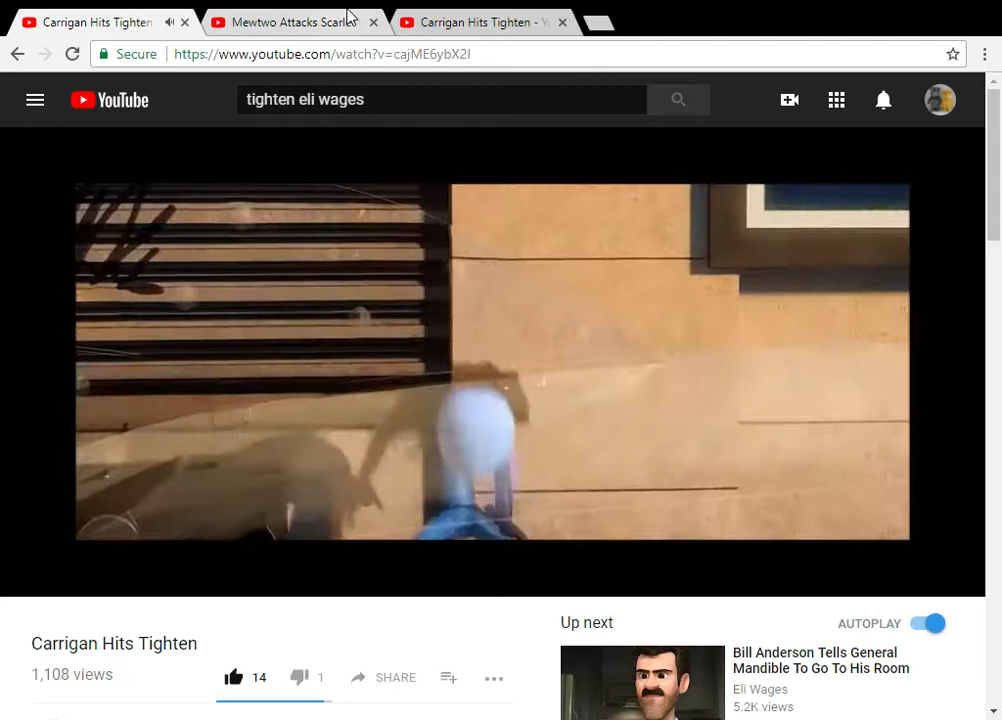 Carrigan Hits Tighten
Mewtwo Attacks Scarl
Carrigan Hits Tighten - Y
Secure https://www.youtube.com/watch?v=cajME6ybX2I
YouTube
tighten eli wages
Carrigan Hits Tighten
1,108 views
14
1
SHARE
Up next
AUTOPLAY
Bill Anderson Tells General
Mandible To Go To His Room
Eli Wages
5.2K views